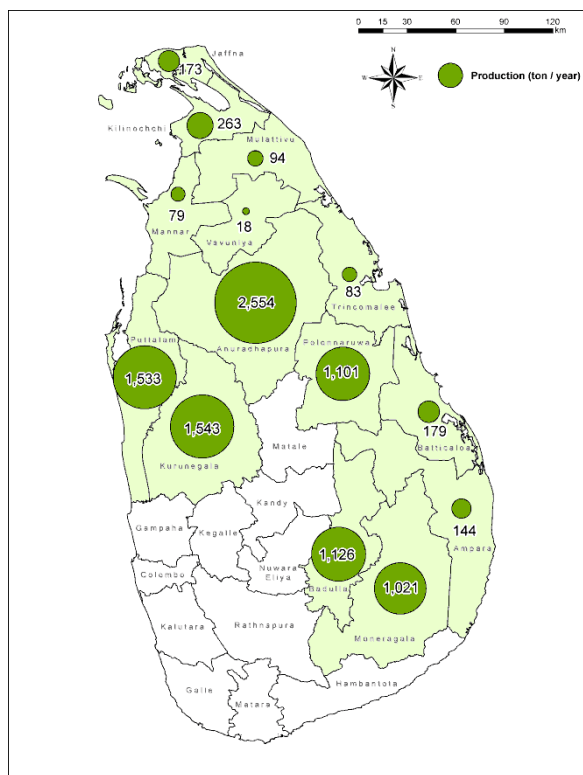 0 30 60 90 120
km
N
W E
S
Production (ton / year)
Jaffna
173
Kilinochchi
263
Mulattivu
94
79
Mannar
18
Vavuniya
2,554
Anuradhapura
83
Trincomalee
Puttalam
1,533
Polonnaruwa
1,101
1,543
Kurunegala
179
Batticaloa
Matale
Kandy
144
Ampara
Gampaha
Kegalle
1,126
Badulla
Nuwara
Eliya
1,021
Moneragala
Colombo
Kalutara
Rathnapura
Hambantota
Galle
Matara